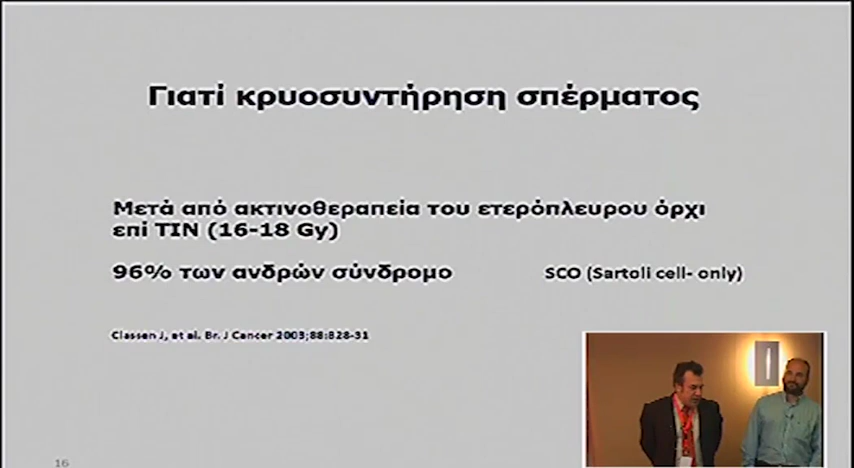 Γιατί κρυοσυντήρηση σπέρματος
Μετά από ακτινοθεραπεία του ετερόπλευρου όρχι
επί TIN (16-18 Gy)
96% των ανδρών σύνδρομο SCO (Sartoli cell- only)
Classen J, et al. Br. J Cancer 2003;88:828-31
16